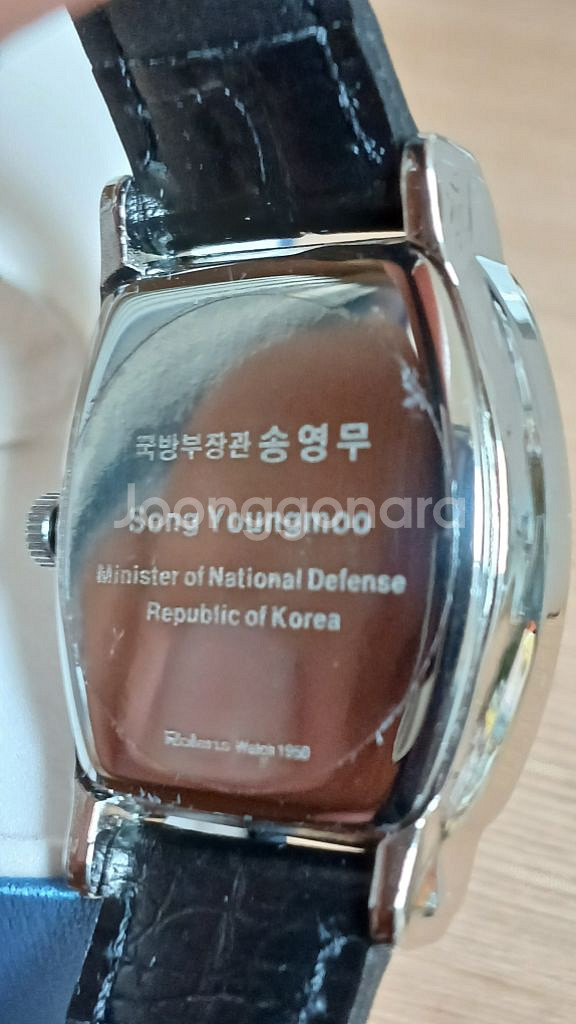 국방부장관 송영무
Joonggonara
Song Youngmoo
Minister of National Defense
Republic of Korea
Watch 1950